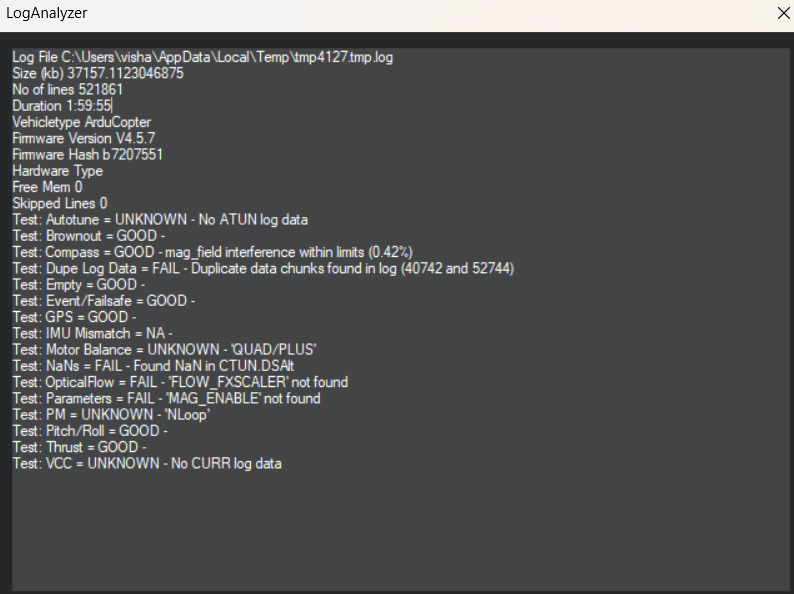 LogAnalyzer
Log File C:\Users\visha\AppData\Local\Temp\tmp4127.tmp.log
Size (kb) 37157.1123046875
No of lines 521861
Duration 1:59:55
Vehicletype ArduCopter
Firmware Version V4.5.7
Firmware Hash b7207551
Hardware Type
Free Mem 0
Skipped Lines 0
Test: Autotune = UNKNOWN - No ATUN log data
Test: Brownout = GOOD -
Test: Compass = GOOD - mag_field interference within limits (0.42%)
Test: Dupe Log Data = FAIL - Duplicate data chunks found in log (40742 and 52744)
Test: Empty = GOOD -
Test: Event/Failsafe = GOOD -
Test: GPS = GOOD -
Test: IMU Mismatch = NA -
Test: Motor Balance = UNKNOWN - 'QUAD/PLUS'
Test: NaNs = FAIL - Found NaN in CTUN.DSAlt
Test: OpticalFlow = FAIL - 'FLOW_FXSCALER' not found
Test: Parameters = FAIL - 'MAG_ENABLE' not found
Test: PM = UNKNOWN - 'NLoop'
Test: Pitch/Roll = GOOD -
Test: Thrust = GOOD -
Test: VCC = UNKNOWN - No CURR log data